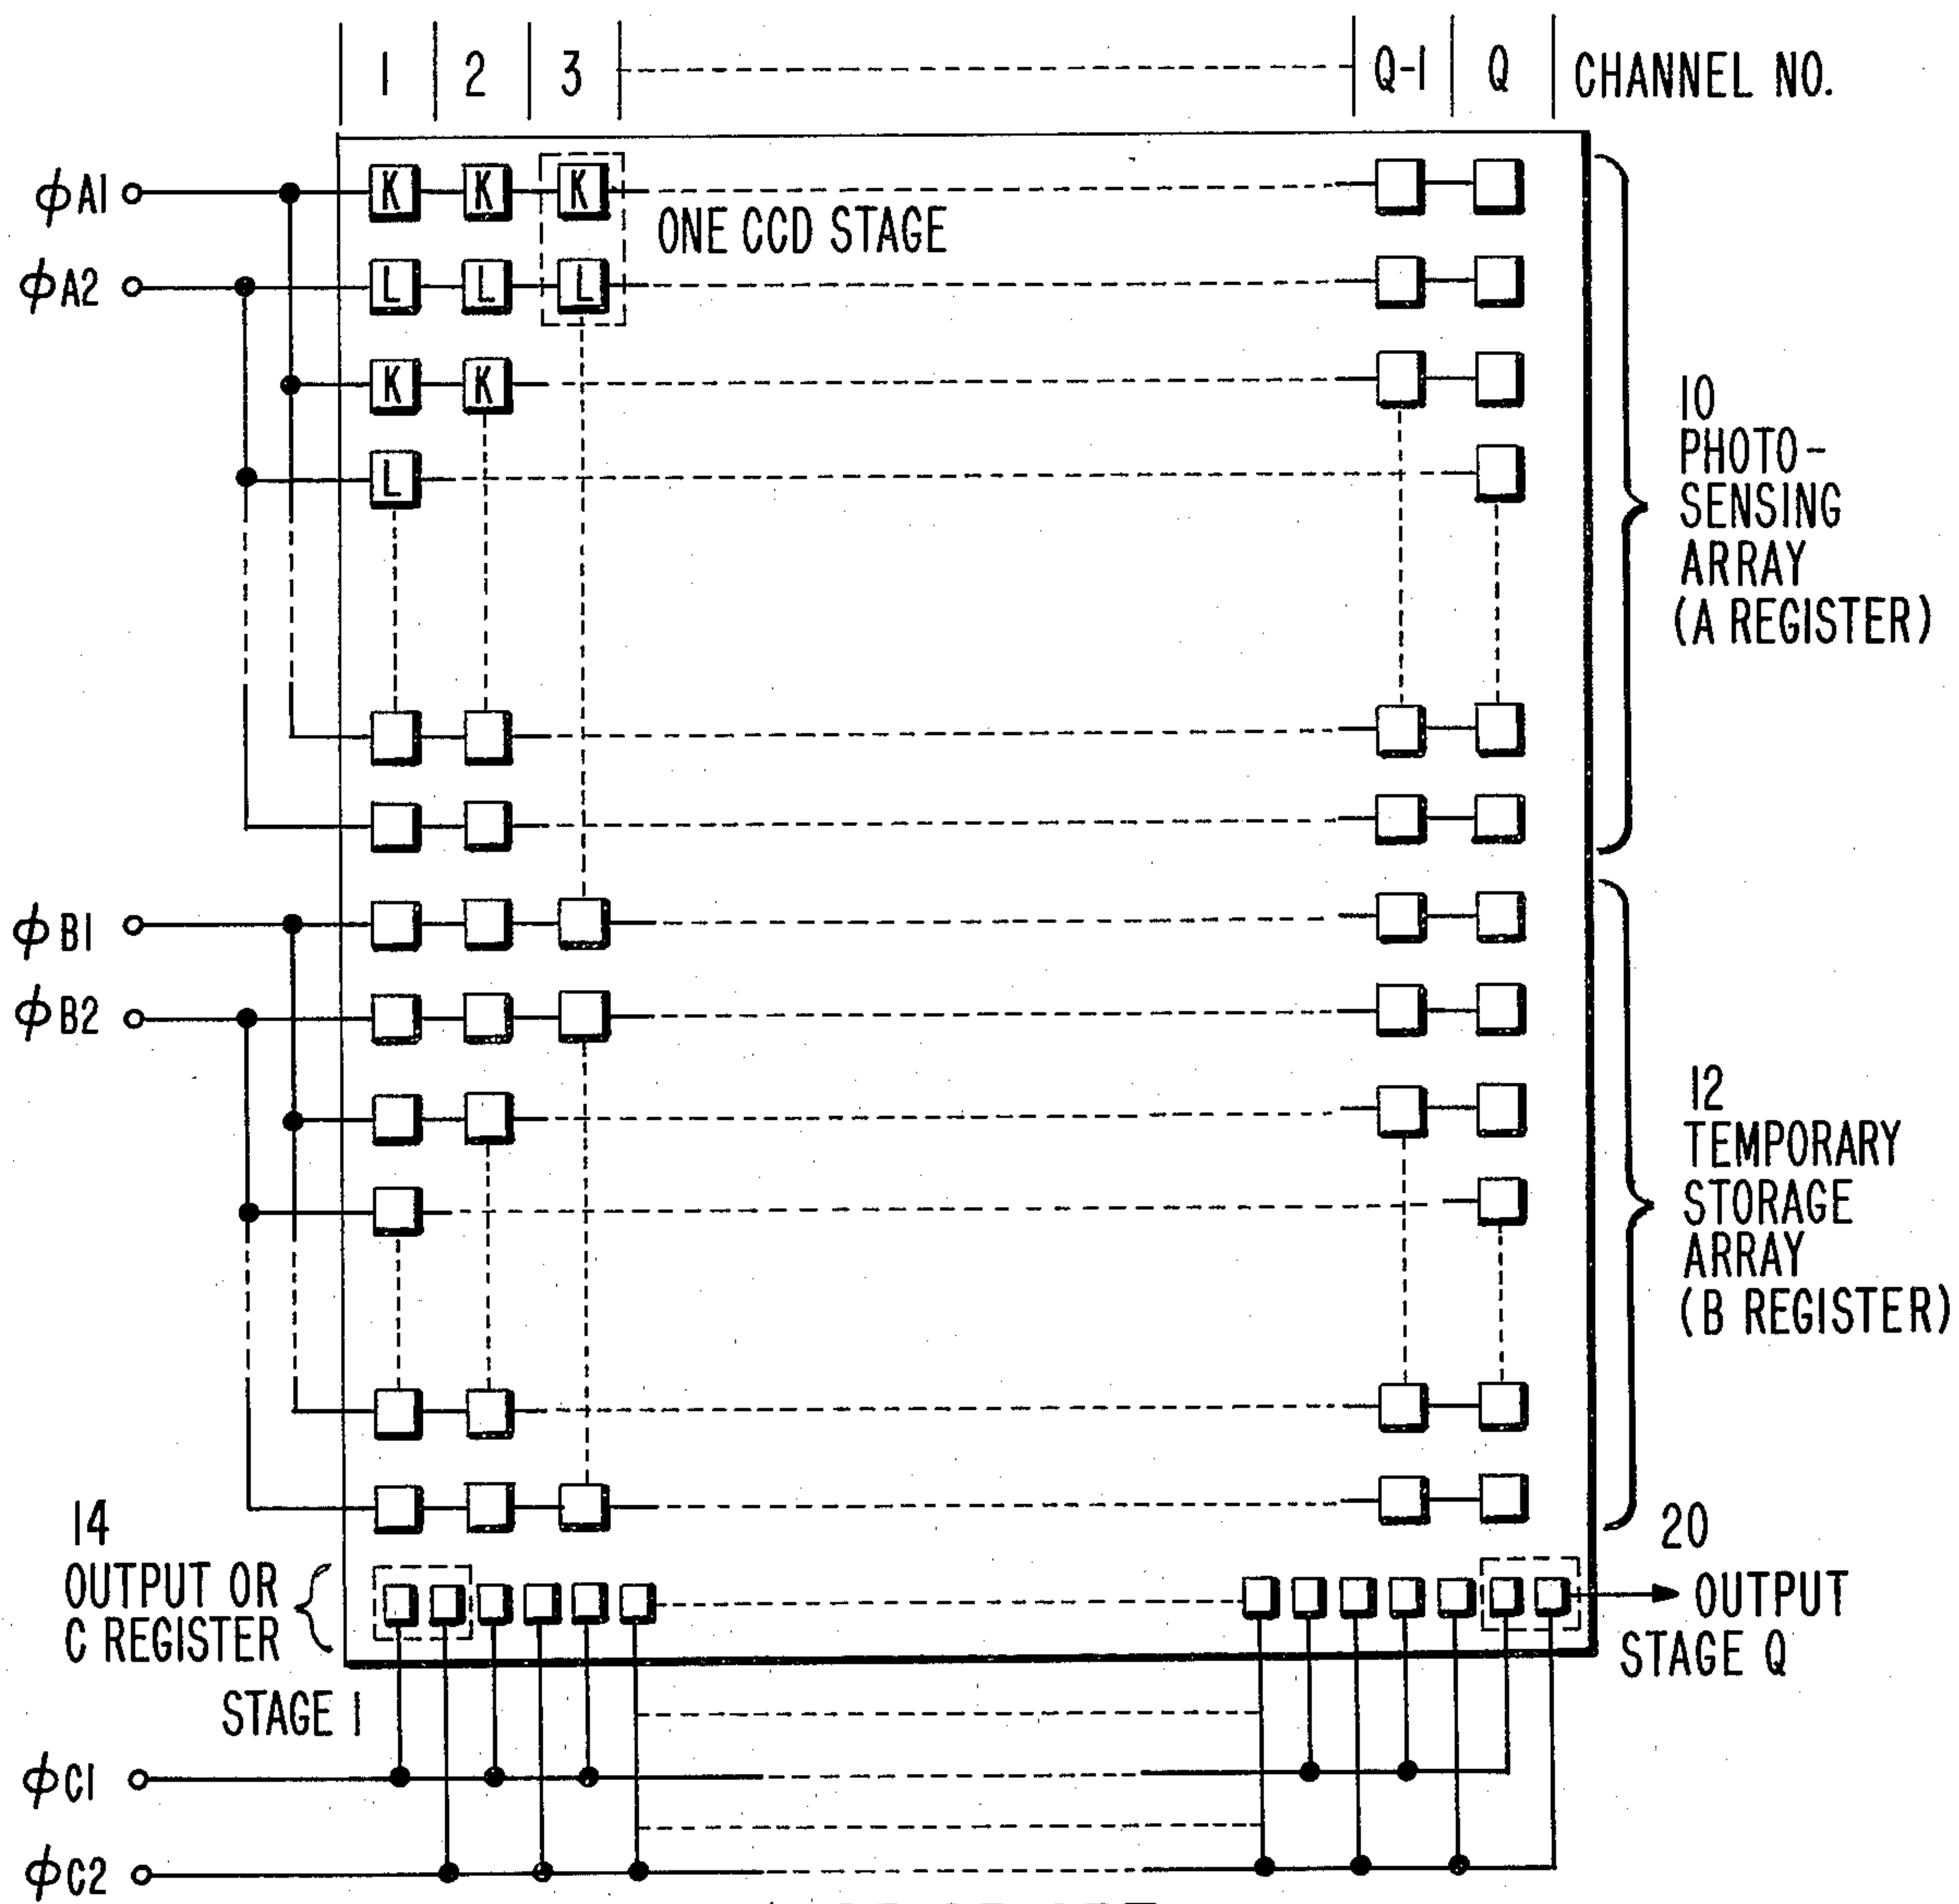 1 2 3 Q-1 Q CHANNEL NO.
ϕA1 K K K
ONE CCD STAGE
ϕA2 L L L
K K
L
10
PHOTO-
SENSING
ARRAY
(A REGISTER)
ϕB1
ϕB2
12
TEMPORARY
STORAGE
ARRAY
(B REGISTER)
14
OUTPUT OR
C REGISTER
20
OUTPUT
STAGE Q
STAGE 1
ϕC1
ϕC2